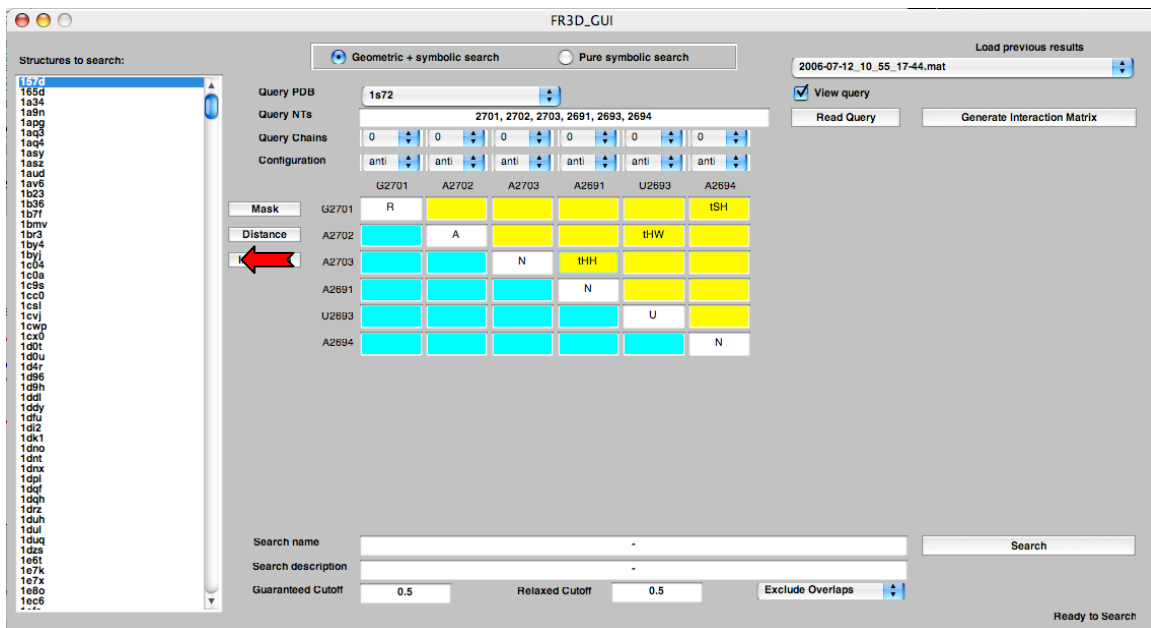 FR3D_GUI
Structures to search:
157d
165d
1a34
1a9n
1apg
1aq3
1aq4
1asy
1asz
1aud
1av6
1b23
1b36
1b7f
1bmv
1br3
1by4
1byj
1c04
1c0a
1c9s
1cc0
1csl
1cvj
1cwp
1cx0
1d0t
1d0u
1d4r
1d96
1d9h
1ddl
1ddy
1dfu
1di2
1dk1
1dno
1dnt
1dnx
1dpl
1dqf
1dqh
1drz
1duh
1dul
1duq
1dzs
1e6t
1e7k
1e7x
1e8o
1ec6
Geometric + symbolic search Pure symbolic search
Query PDB 1s72
Query NTs 2701, 2702, 2703, 2691, 2693, 2694
Query Chains 0 0 0 0 0 0
Configuration anti anti anti anti anti anti
G2701 A2702 A2703 A2691 U2693 A2694
Mask G2701 R tSH
Distance A2702 A tHW
A2703 N tHH
A2691 N
U2693 U
A2694 N
Load previous results
2006-07-12_10_55_17-44.mat
View query
Read Query Generate Interaction Matrix
Search name -
Search description -
Guaranteed Cutoff 0.5 Relaxed Cutoff 0.5 Exclude Overlaps
Search
Ready to Search